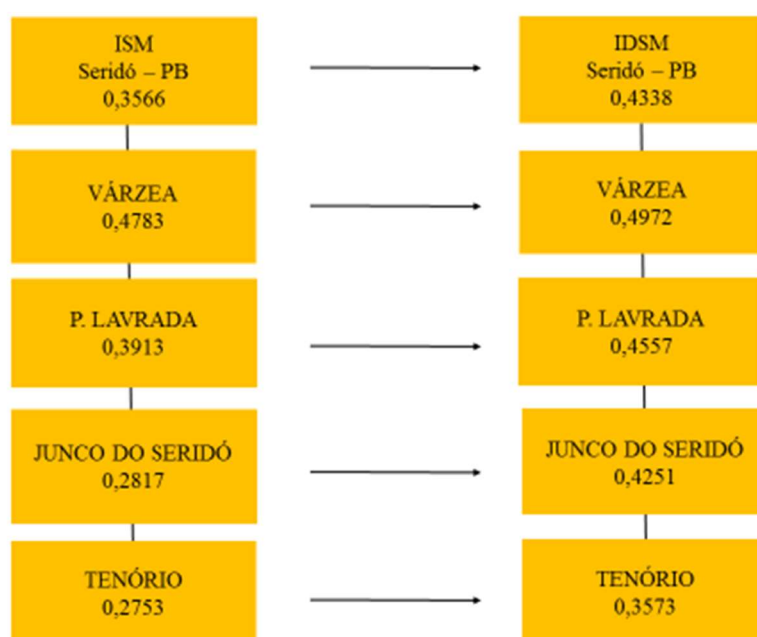 ISM
Seridó – PB
0,3566
IDSM
Seridó – PB
0,4338
VÁRZEA
0,4783
VÁRZEA
0,4972
P. LAVRADA
0,3913
P. LAVRADA
0,4557
JUNCO DO SERIDÓ
0,2817
JUNCO DO SERIDÓ
0,4251
TENÓRIO
0,2753
TENÓRIO
0,3573